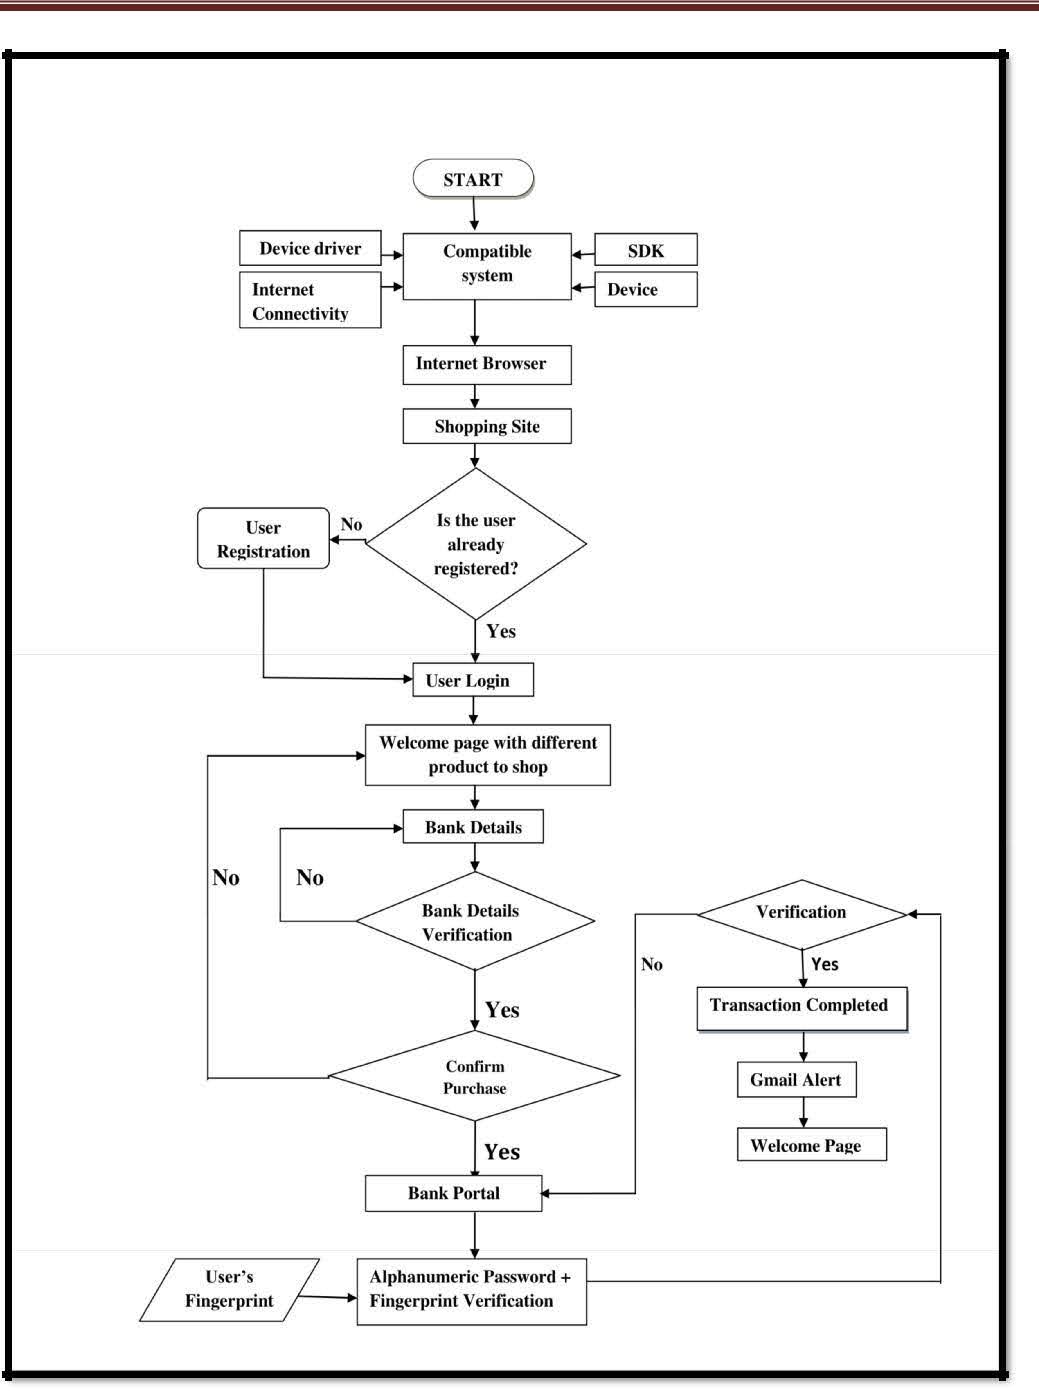 START
Device driver
Compatible
system
SDK
Internet
Connectivity
Device
Internet Browser
Shopping Site
Is the user
already
registered?
No
User
Registration
Yes
User Login
Welcome page with different
product to shop
Bank Details
No
No
Bank Details
Verification
Yes
Confirm
Purchase
Yes
Bank Portal
User's
Fingerprint
Alphanumeric Password +
Fingerprint Verification
Verification
No
Yes
Transaction Completed
Gmail Alert
Welcome Page